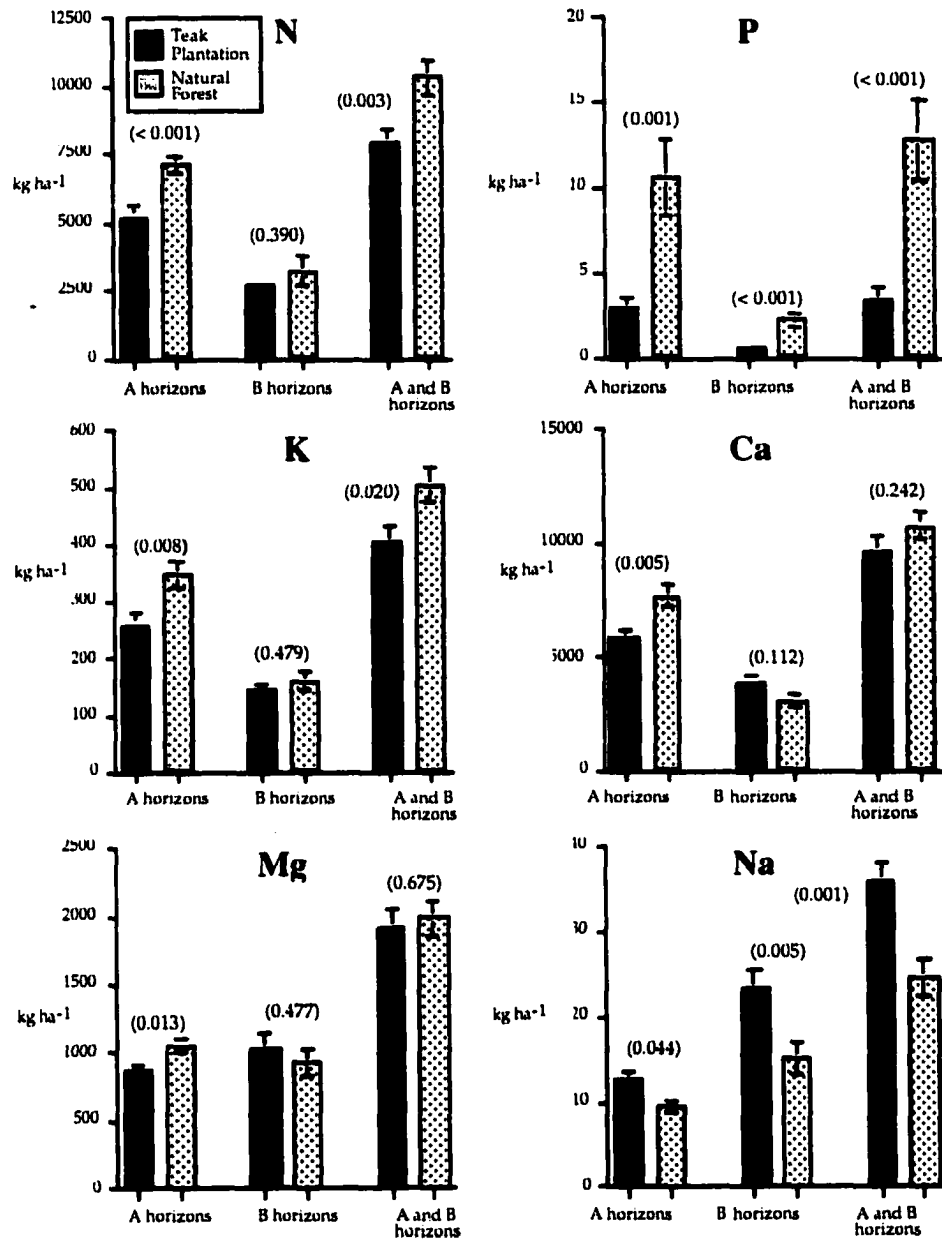 N
Teak
Plantation
Natural
Forest
12500
10000
7500
5000
2500
0
kg ha-1
(< 0.001)
(0.390)
(0.003)
A horizons
B horizons
A and B
horizons
P
20
15
10
5
0
kg ha-1
(0.001)
(< 0.001)
(< 0.001)
A horizons
B horizons
A and B
horizons
K
600
500
400
300
200
100
0
kg ha-1
(0.008)
(0.479)
(0.020)
A horizons
B horizons
A and B
horizons
Ca
15000
10000
5000
0
kg ha-1
(0.005)
(0.112)
(0.242)
A horizons
B horizons
A and B
horizons
Mg
2500
2000
1500
1000
500
0
kg ha-1
(0.013)
(0.477)
(0.675)
A horizons
B horizons
A and B
horizons
Na
20
10
0
kg ha-1
(0.044)
(0.005)
(0.001)
A horizons
B horizons
A and B
horizons